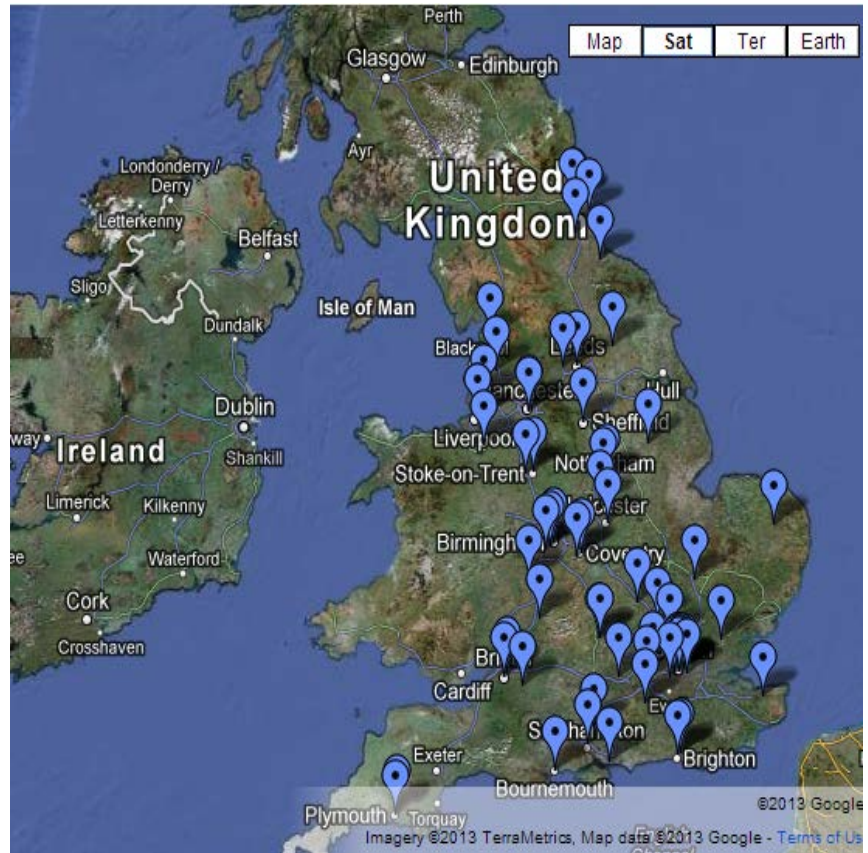 Perth
Map Sat Ter Earth
Glasgow
Edinburgh
Ayr
Londonderry /
Derry
Letterkenny
United
Kingdom
Belfast
Sligo
Isle of Man
Dundalk
Leeds
Hull
Dublin
Ireland
Shankill
Liverpool
Sheffield
Stoke-on-Trent
Limerick
Kilkenny
Birmingham
Coventry
Waterford
Cork
Crosshaven
Cardiff
Exeter
Brighton
Bournemouth
Plymouth
Torquay
©2013 Google
Imagery ©2013 TerraMetrics, Map data ©2013 Google - Terms of Us